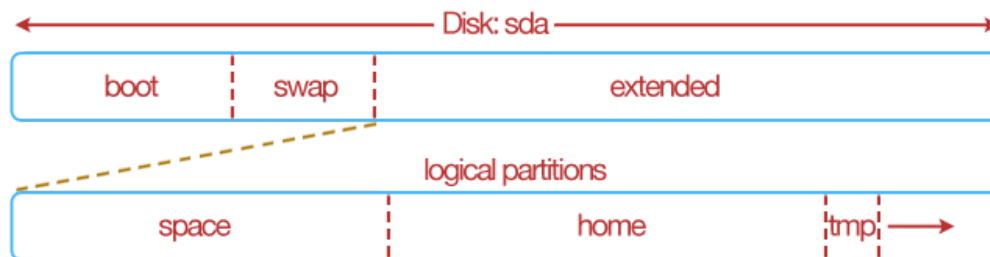 Disk: sda
boot swap extended
logical partitions
space home tmp